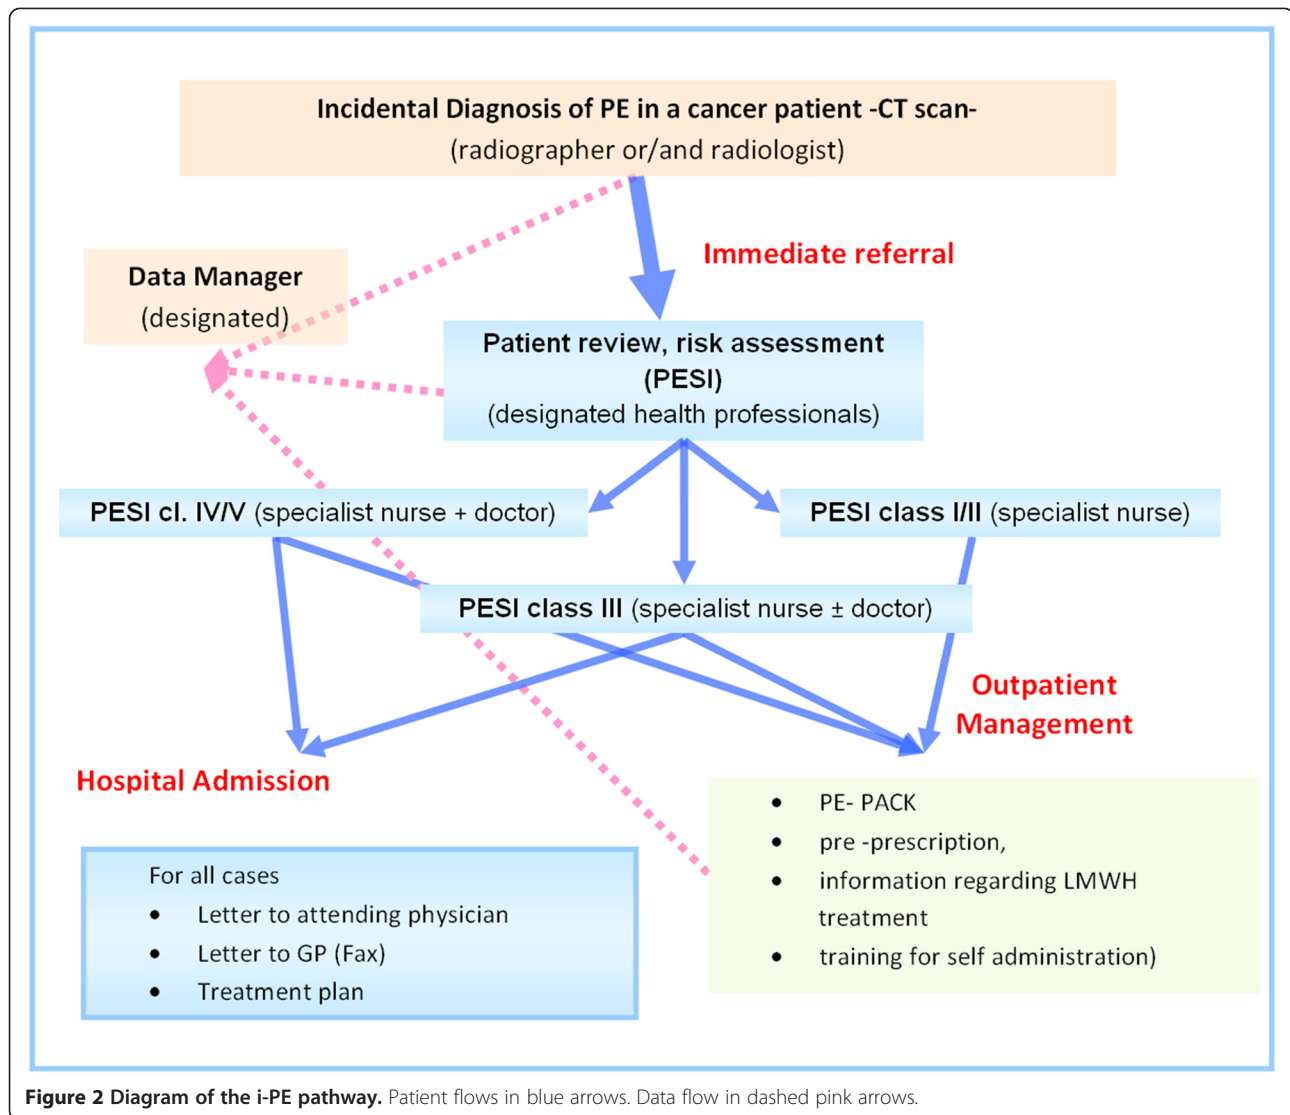 Incidental Diagnosis of PE in a cancer patient -CT scan-
(radiographer or/and radiologist)
Immediate referral
Data Manager
(designated)
Patient review, risk assessment
(PESI)
(designated health professionals)
PESI cl. IV/V (specialist nurse + doctor)
PESI class I/II (specialist nurse)
PESI class III (specialist nurse ± doctor)
Outpatient
Management
Hospital Admission
• PE- PACK
• pre -prescription,
• information regarding LMWH
treatment
• training for self administration)
For all cases
• Letter to attending physician
• Letter to GP (Fax)
• Treatment plan
Figure 2 Diagram of the i-PE pathway. Patient flows in blue arrows. Data flow in dashed pink arrows.